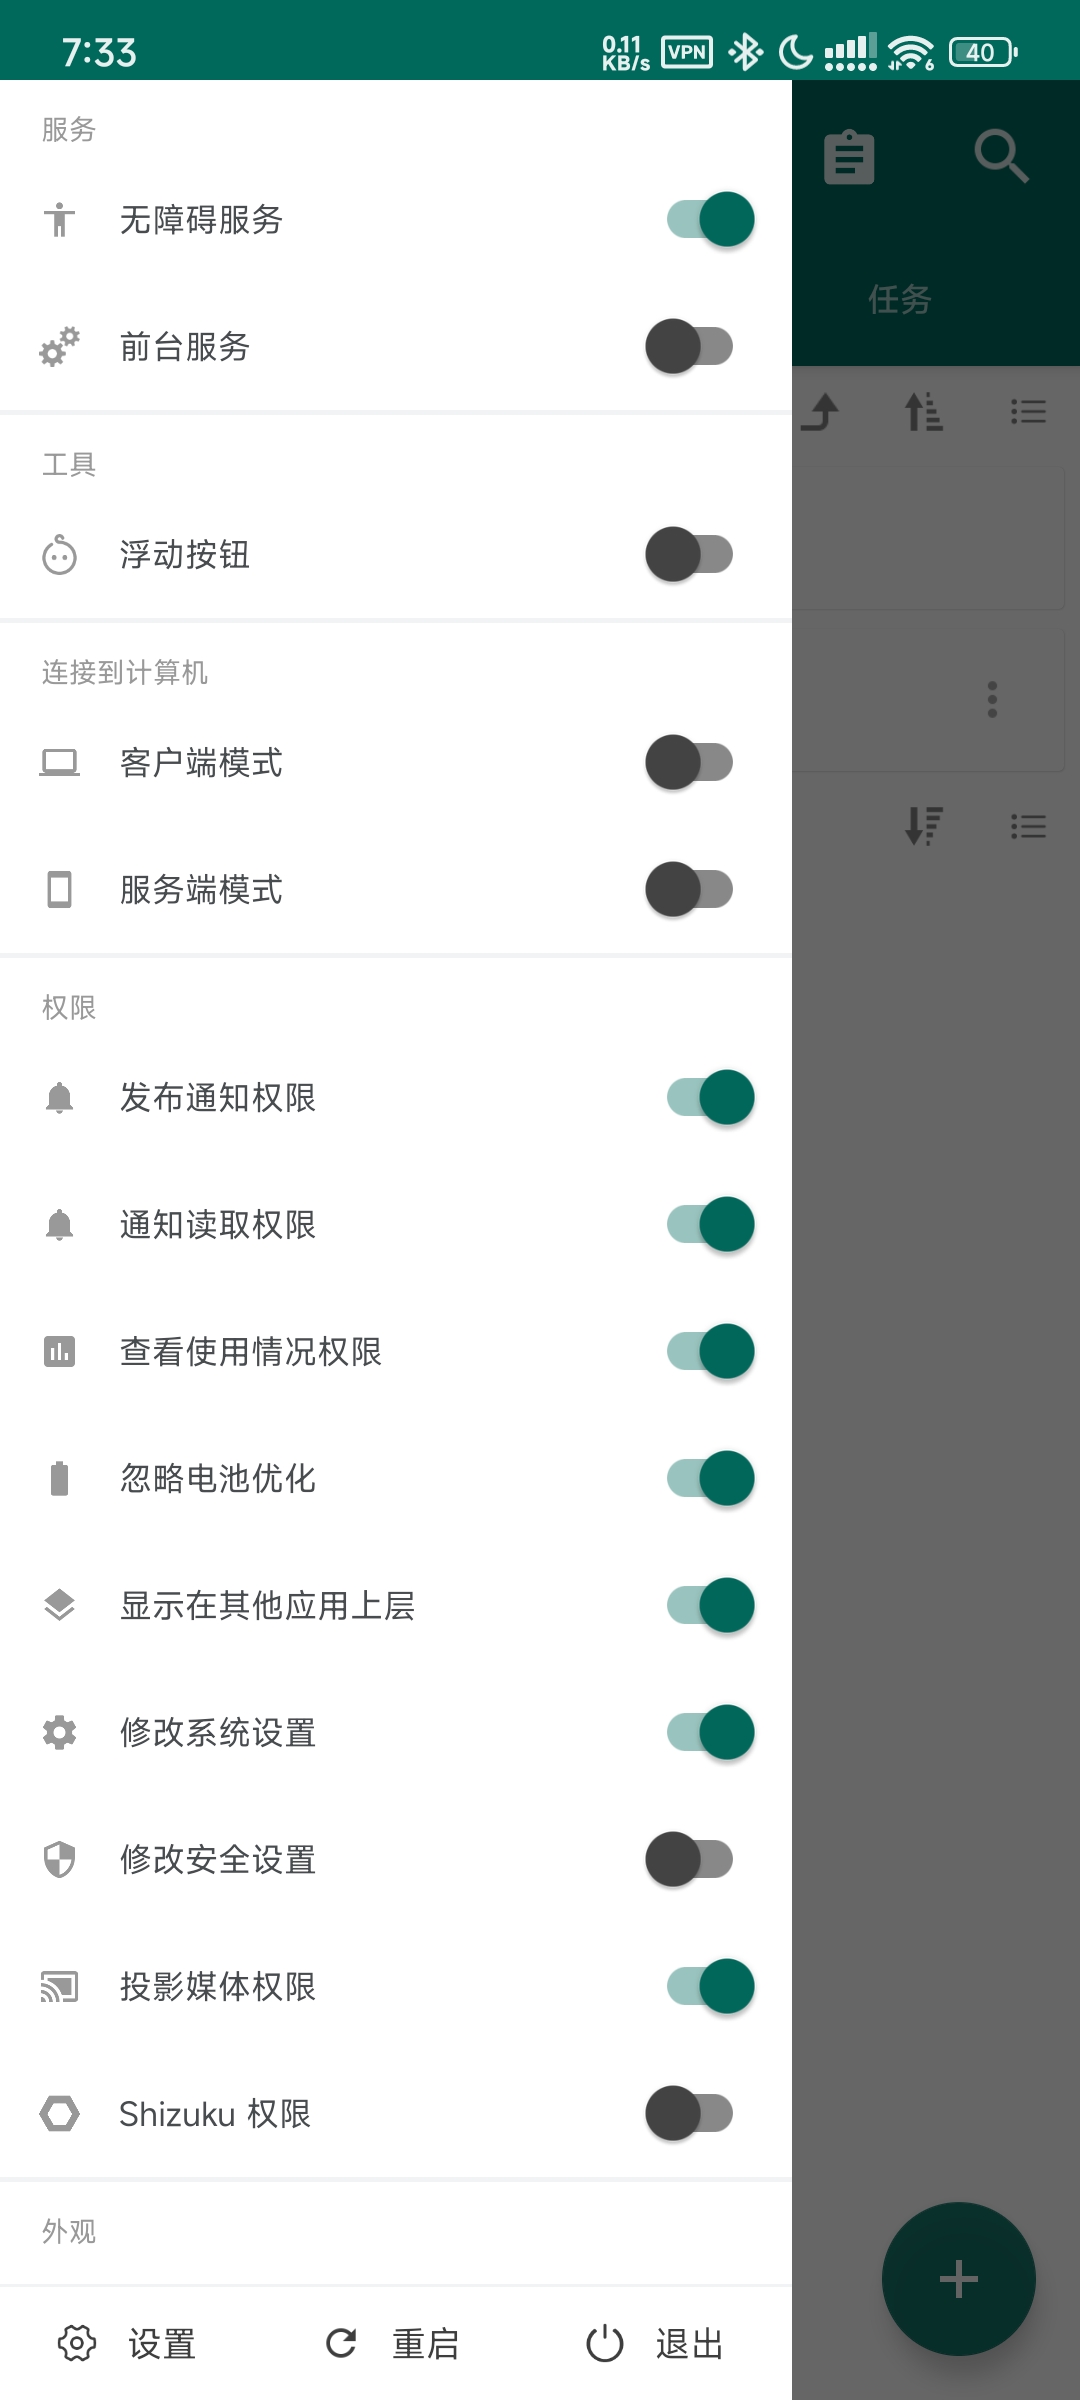 7:33
0.11
KB/s
VPN
6
40
服务
无障碍服务
前台服务
任务
工具
浮动按钮
连接到计算机
客户端模式
服务端模式
权限
发布通知权限
通知读取权限
查看使用情况权限
忽略电池优化
显示在其他应用上层
修改系统设置
修改安全设置
投影媒体权限
Shizuku 权限
外观
设置
重启
退出